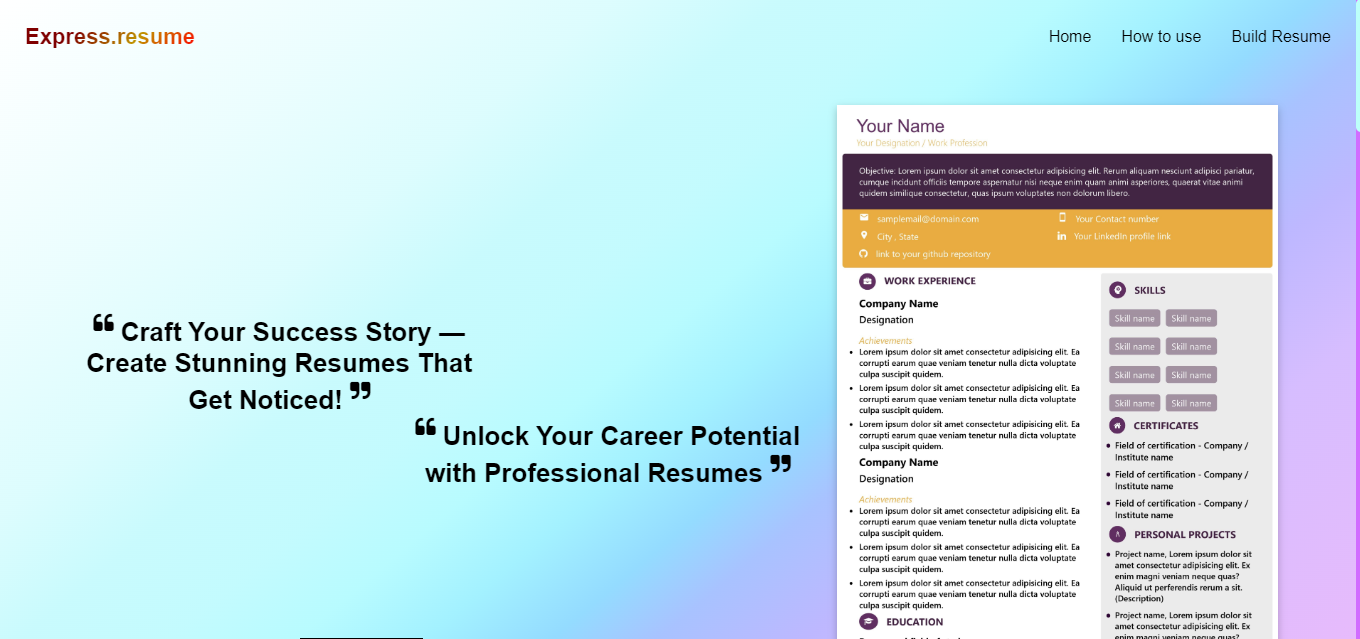 Express.resume
Home
How to use
Build Resume
❝ Craft Your Success Story —
Create Stunning Resumes That
Get Noticed! ❞
❝ Unlock Your Career Potential
with Professional Resumes ❞
Your Name
Your Designation / Work Profession
Objective: Lorem ipsum dolor sit amet consectetur adipisicing elit. Rerum aliquam nesciunt adipisci pariatur,
cumque incidunt officiis tempore aspernatur nisi neque enim quam animi asperiores, quaerat vitae animi
quidem similique consectetur, quas ipsum voluptates non dolorum libero.
samplemail@domain.com
Your Contact number
City , State
Your LinkedIn profile link
link to your github repository
WORK EXPERIENCE
Company Name
Designation
Achievements
• Lorem ipsum dolor sit amet consectetur adipisicing elit. Ea
corrupti earum quae veniam tenetur nulla dicta voluptate
culpa suscipit quidem.
• Lorem ipsum dolor sit amet consectetur adipisicing elit. Ea
corrupti earum quae veniam tenetur nulla dicta voluptate
culpa suscipit quidem.
• Lorem ipsum dolor sit amet consectetur adipisicing elit. Ea
corrupti earum quae veniam tenetur nulla dicta voluptate
culpa suscipit quidem.
Company Name
Designation
Achievements
• Lorem ipsum dolor sit amet consectetur adipisicing elit. Ea
corrupti earum quae veniam tenetur nulla dicta voluptate
culpa suscipit quidem.
• Lorem ipsum dolor sit amet consectetur adipisicing elit. Ea
corrupti earum quae veniam tenetur nulla dicta voluptate
culpa suscipit quidem.
• Lorem ipsum dolor sit amet consectetur adipisicing elit. Ea
corrupti earum quae veniam tenetur nulla dicta voluptate
culpa suscipit quidem.
EDUCATION
SKILLS
Skill name Skill name
Skill name Skill name
Skill name Skill name
Skill name Skill name
CERTIFICATES
• Field of certification - Company /
Institute name
• Field of certification - Company /
Institute name
• Field of certification - Company /
Institute name
PERSONAL PROJECTS
• Project name, Lorem ipsum dolor sit
amet consectetur adipisicing elit. Ex
enim magni veniam neque quas?
Aliquid ut perferendis rerum a sit.
(Description)
• Project name, Lorem ipsum dolor sit
amet consectetur adipisicing elit. Ex
enim magni veniam neque quas?